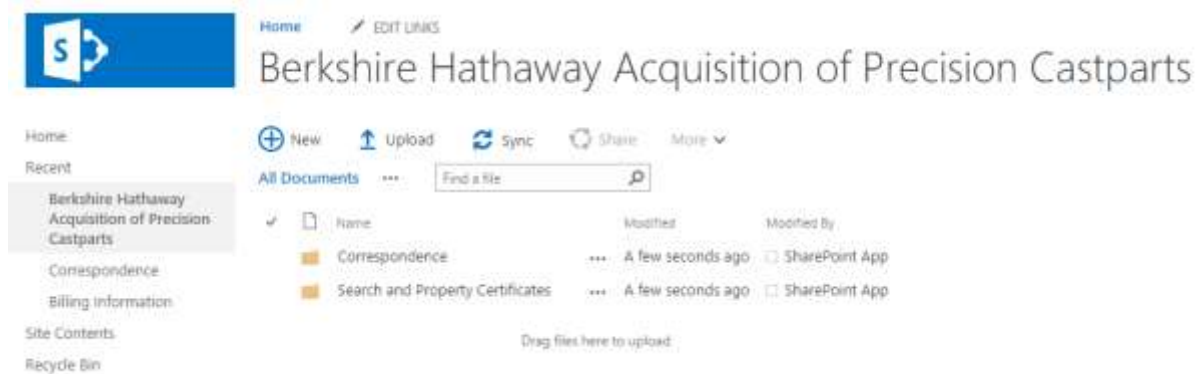 S
Home EDIT LINKS
Berkshire Hathaway Acquisition of Precision Castparts
Home
Recent
Berkshire Hathaway
Acquisition of Precision
Castparts
Correspondence
Billing Information
Site Contents
Recycle Bin
New Upload Sync Share More
All Documents ••• Find a file
Name Modified Modified By
Correspondence ••• A few seconds ago SharePoint App
Search and Property Certificates ••• A few seconds ago SharePoint App
Drag files here to upload